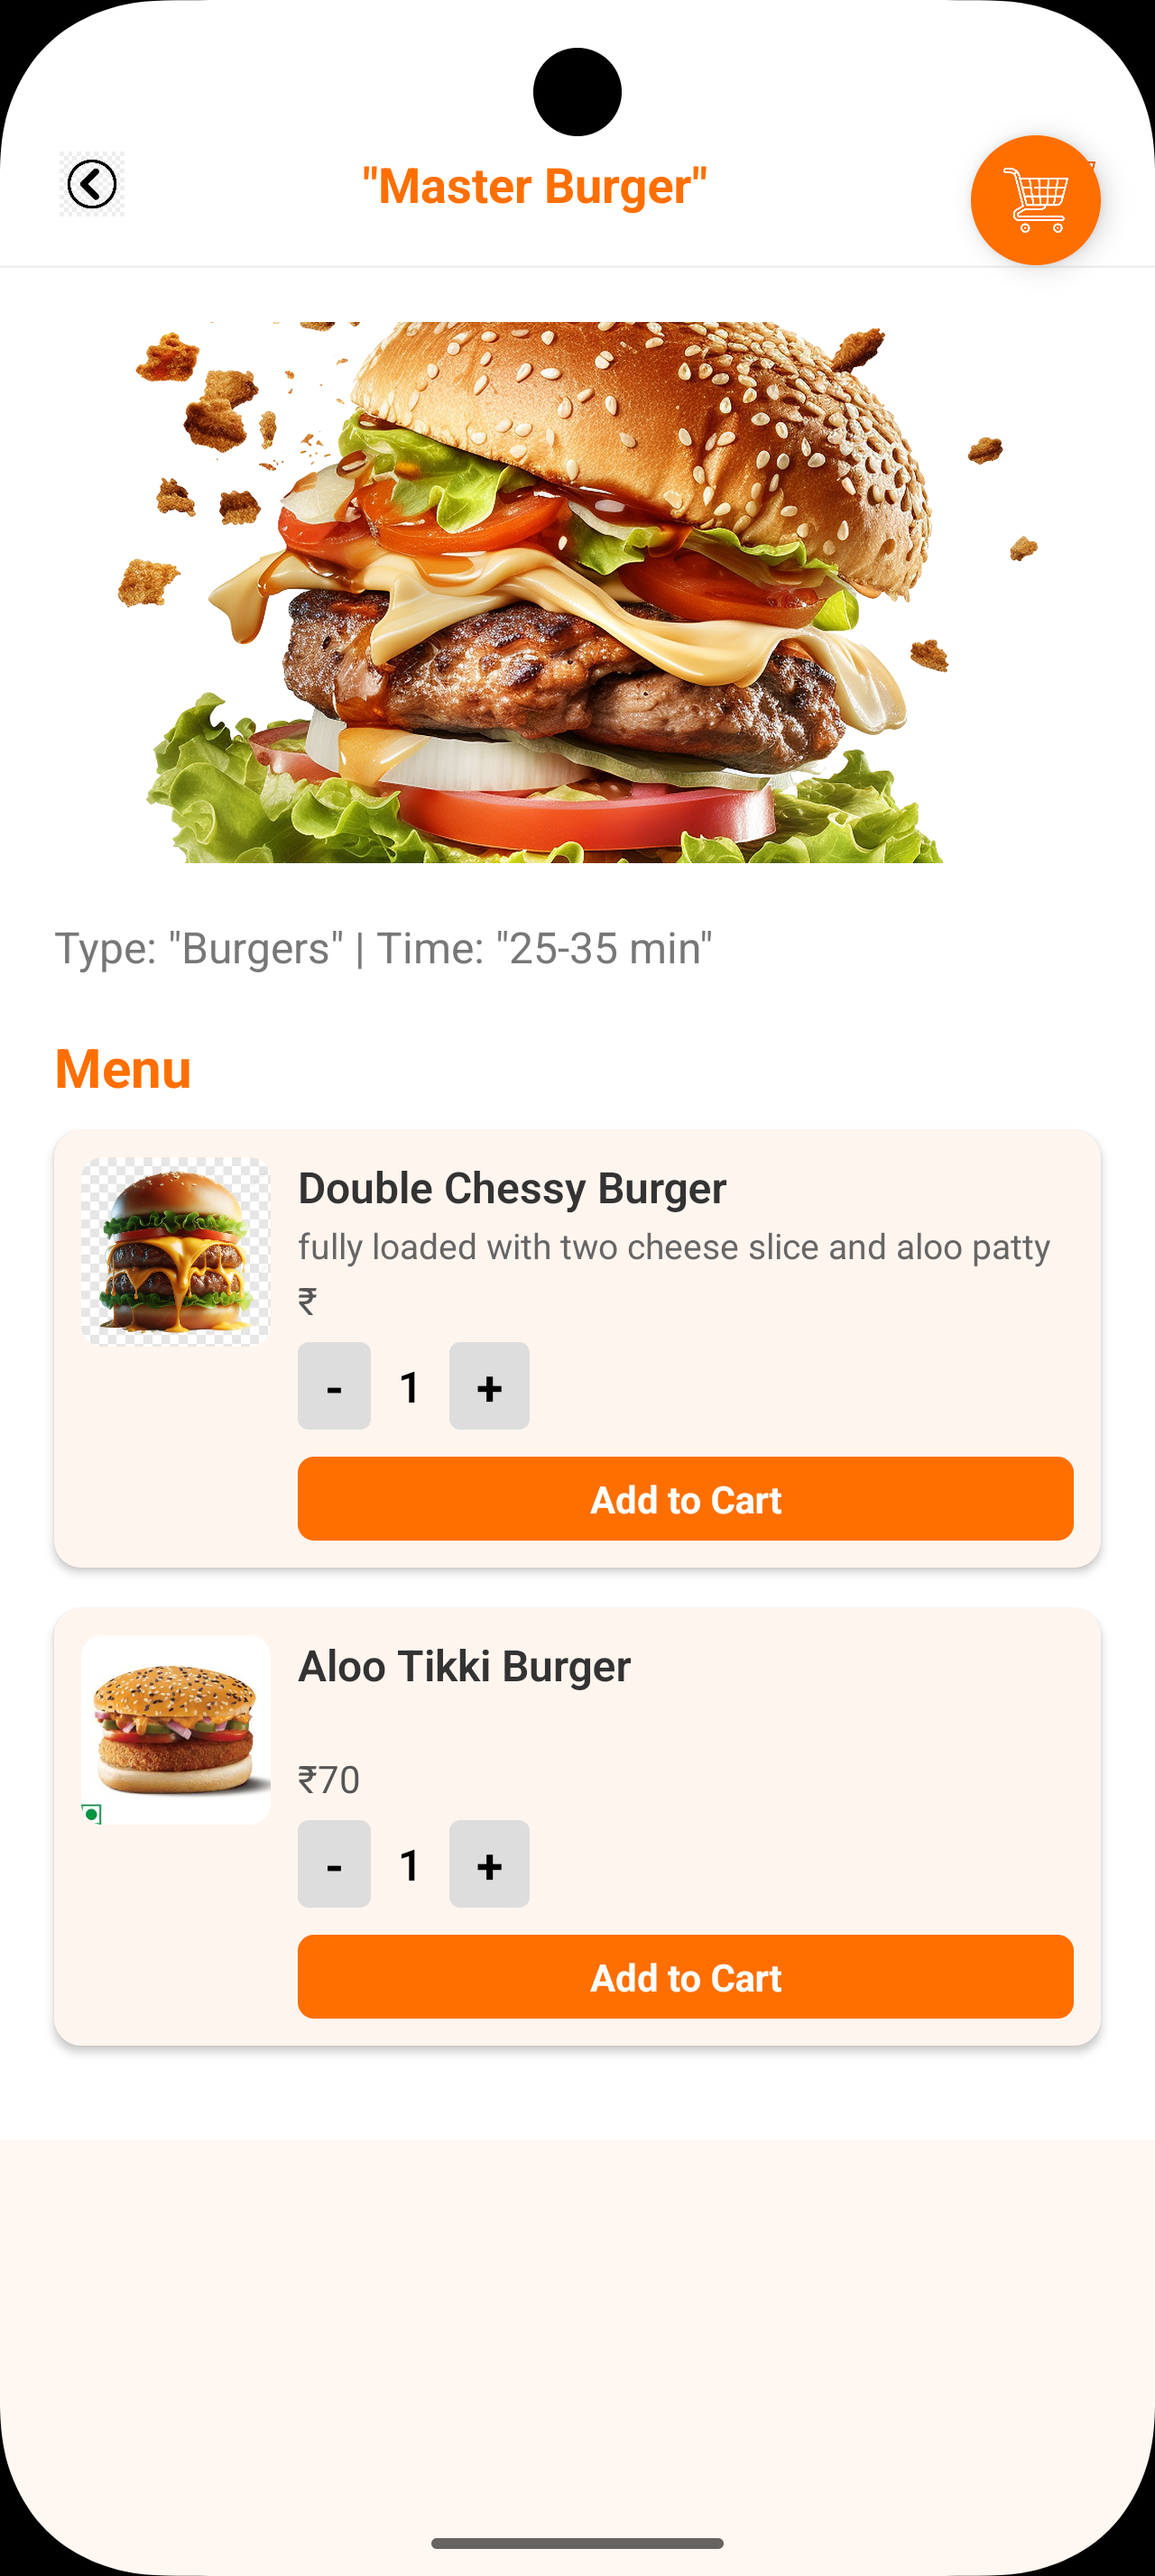 "Master Burger"
Type: "Burgers" | Time: "25-35 min"
Menu
Double Chessy Burger
fully loaded with two cheese slice and aloo patty
₹
- 1 +
Add to Cart
Aloo Tikki Burger
₹70
- 1 +
Add to Cart